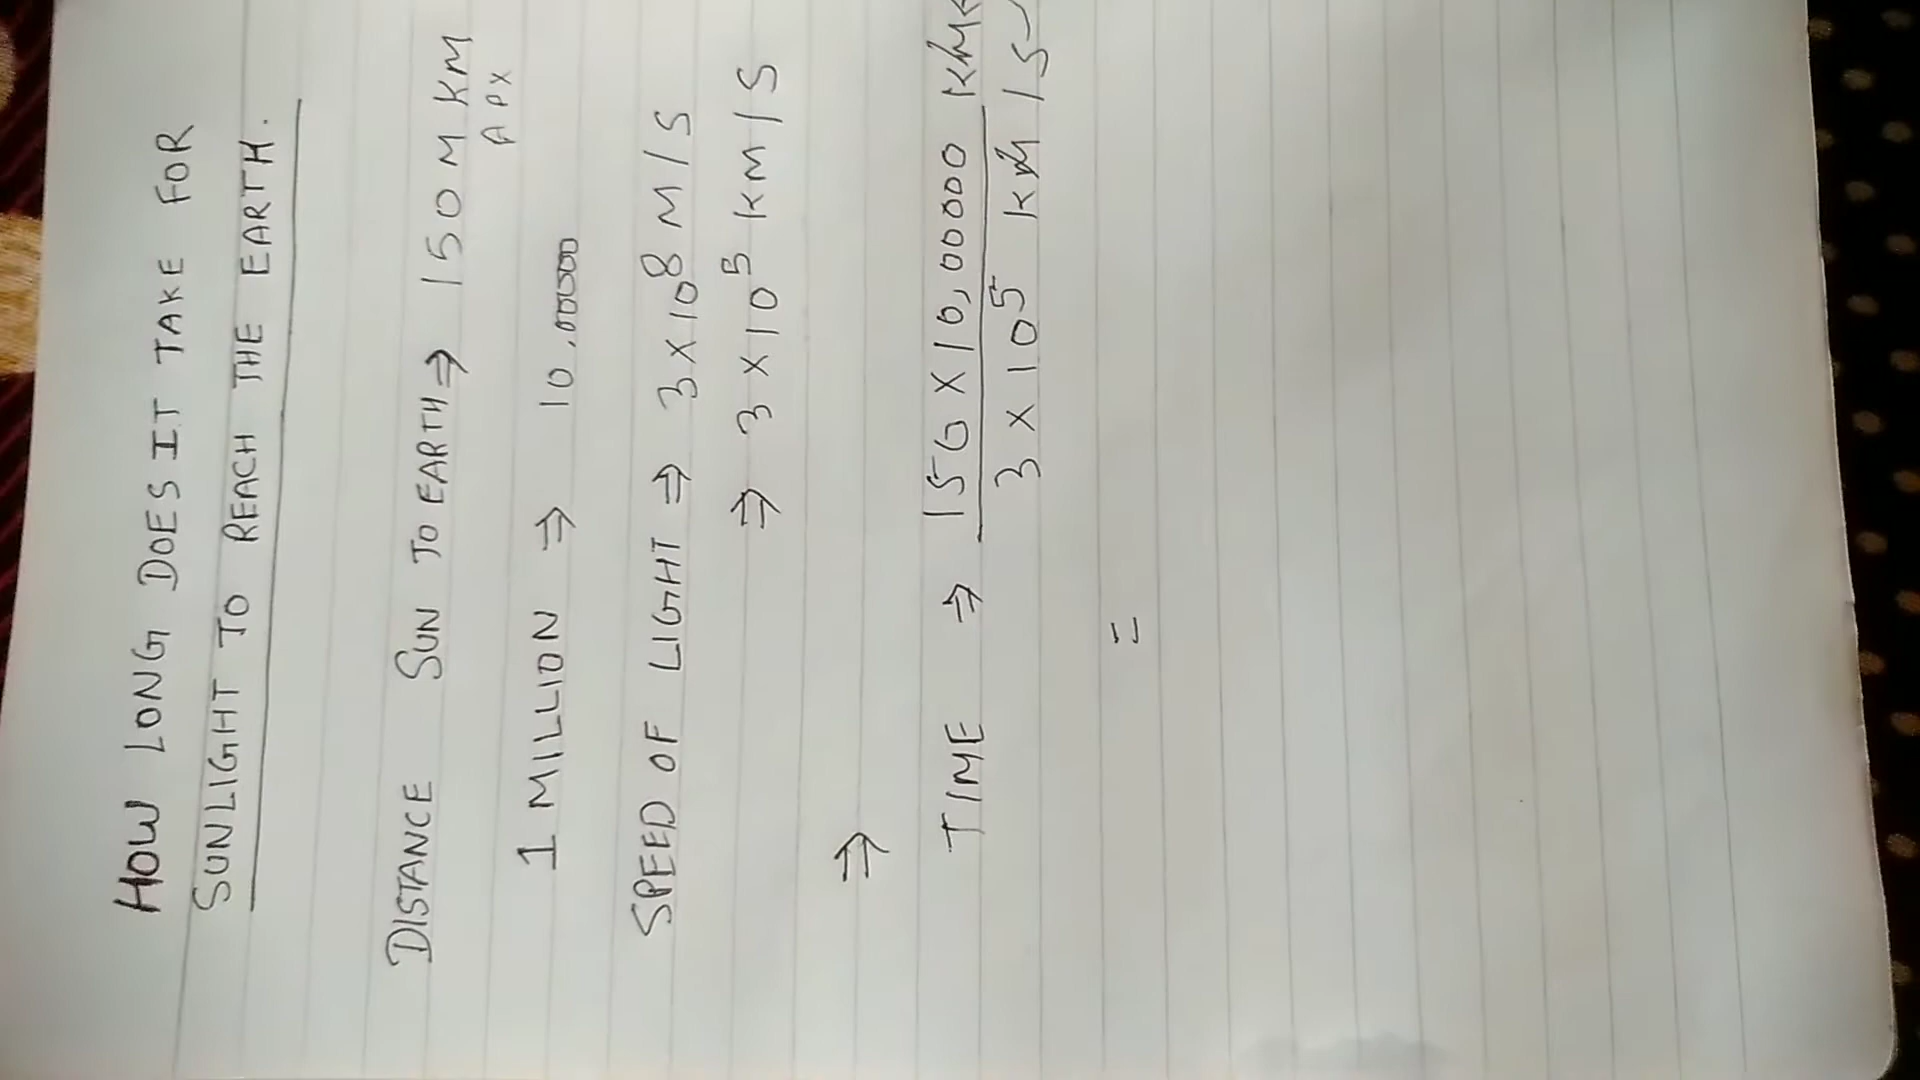 HOW LONG DOES IT TAKE FOR
SUNLIGHT TO REACH THE EARTH.
DISTANCE SUN TO EARTH ⇒ 150 M KM
APX
1 MILLION ⇒ 10,00000
SPEED OF LIGHT ⇒ 3 X 10⁸ M/S
⇒ 3 X 10⁵ KM/S
⇒
TIME ⇒ 150 X 10,00000 KM
3 X 10⁵ KM/S
=